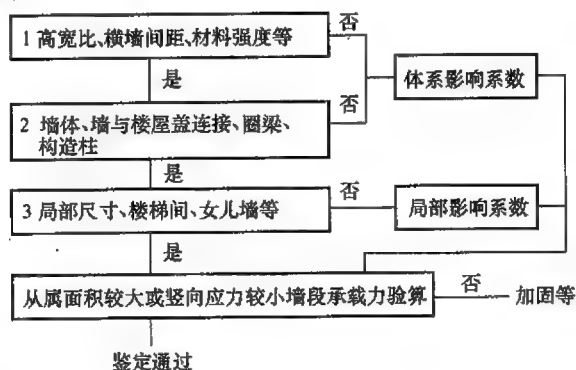 1 高宽比、横墙间距、材料强度等
否
体系影响系数
是
否
2 墙体、墙与楼屋盖连接、圈梁、
构造柱
是
3 局部尺寸、楼梯间、女儿墙等
否
局部影响系数
是
从属面积较大或竖向应力较小墙段承载力验算
否
加固等
鉴定通过